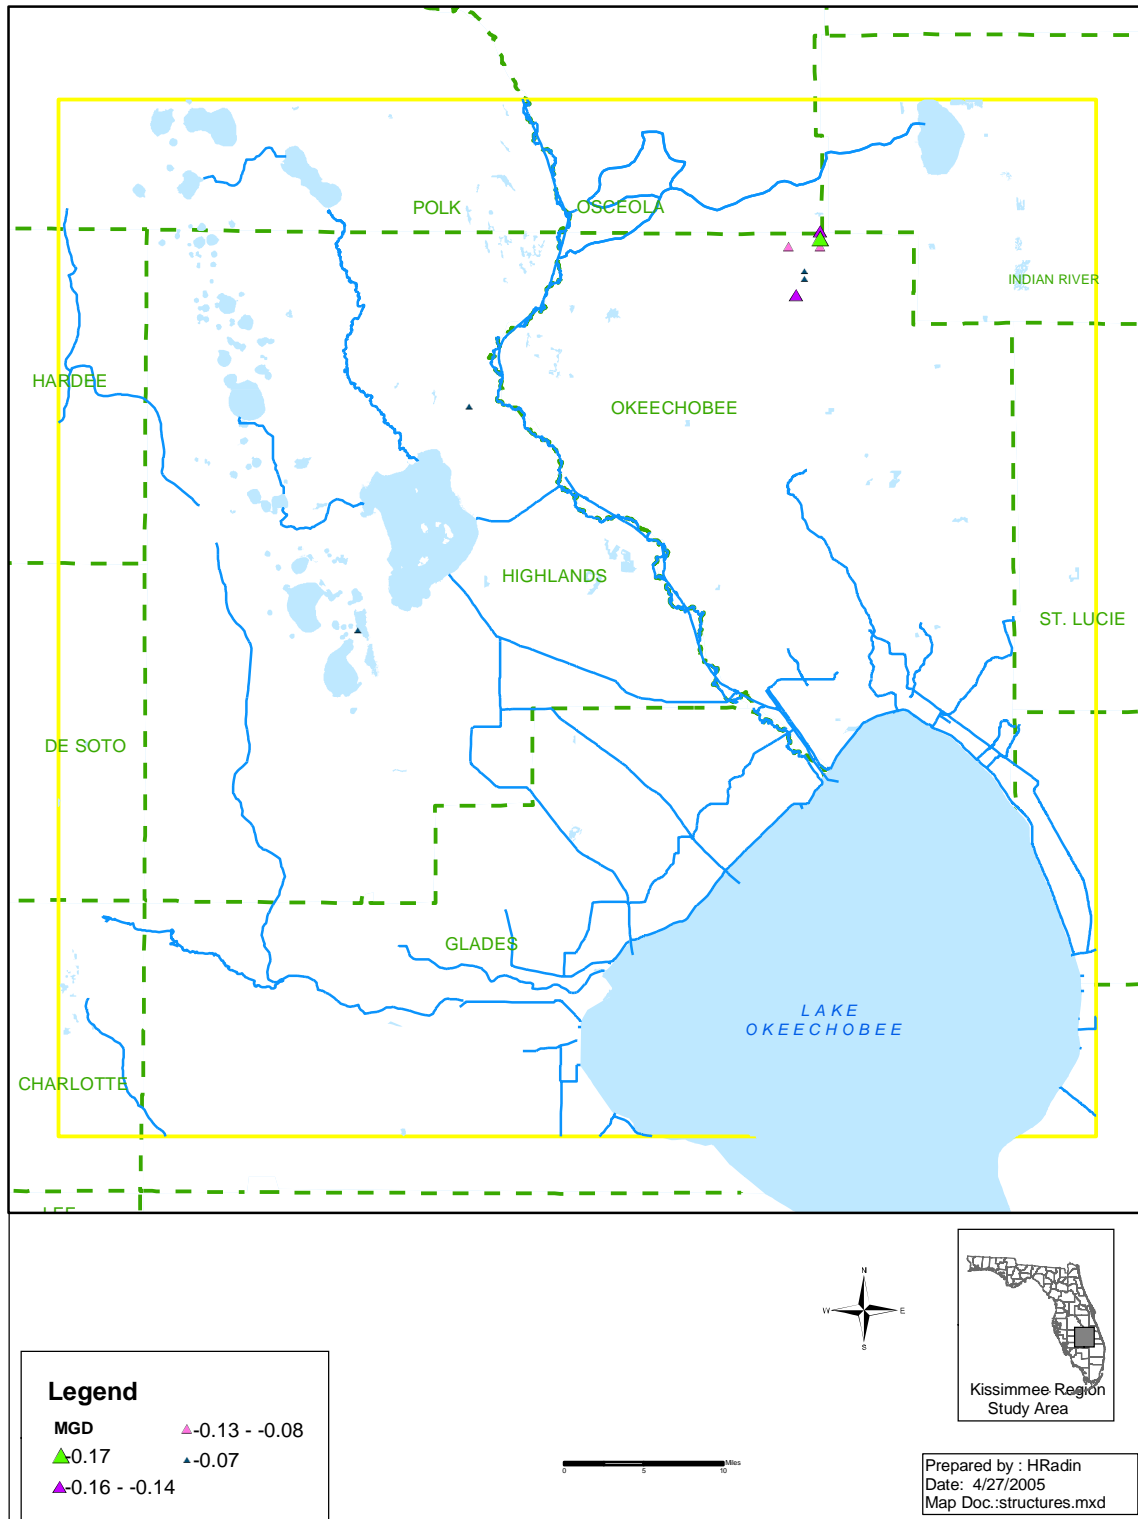 POLK
OSCEOLA
INDIAN RIVER
HARDEE
OKEECHOBEE
HIGHLANDS
ST. LUCIE
DE SOTO
GLADES
LAKE
OKEECHOBEE
CHARLOTTE
N
W E
S
Kissimmee Region
Study Area
Legend
MGD
-0.17
-0.16 - -0.14
-0.13 - -0.08
-0.07
0 5 10 Miles
Prepared by : HRadin
Date: 4/27/2005
Map Doc.:structures.mxd